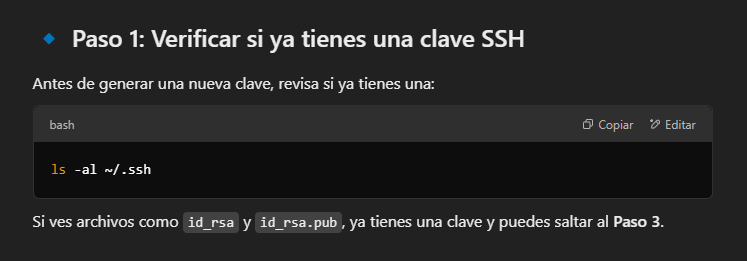 Paso 1: Verificar si ya tienes una clave SSH
Antes de generar una nueva clave, revisa si ya tienes una:
bash Copiar Editar
ls -al ~/.ssh
Si ves archivos como id_rsa y id_rsa.pub, ya tienes una clave y puedes saltar al Paso 3.